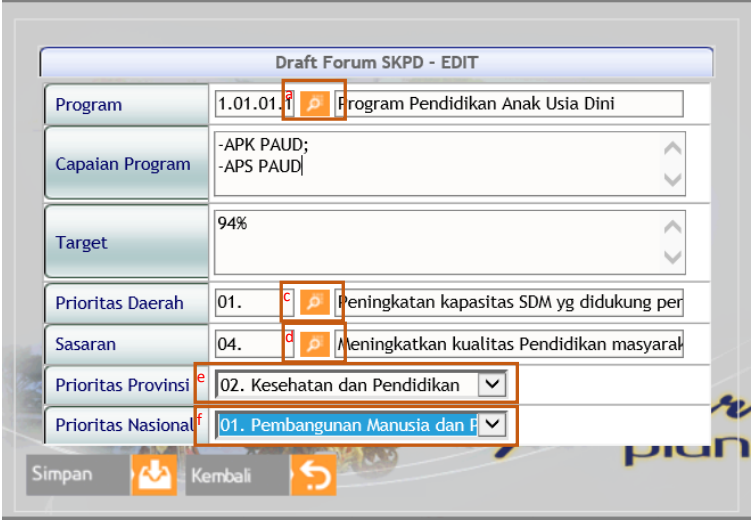 Draft Forum SKPD - EDIT
Program 1.01.01.1 a Program Pendidikan Anak Usia Dini
Capaian Program -APK PAUD;
-APS PAUD
Target 94%
Prioritas Daerah 01. c Peningkatan kapasitas SDM yg didukung per
Sasaran 04. d Meningkatkan kualitas Pendidikan masyarak
Prioritas Provinsi e 02. Kesehatan dan Pendidikan
Prioritas Nasional f 01. Pembangunan Manusia dan P
Simpan Kembali
plan